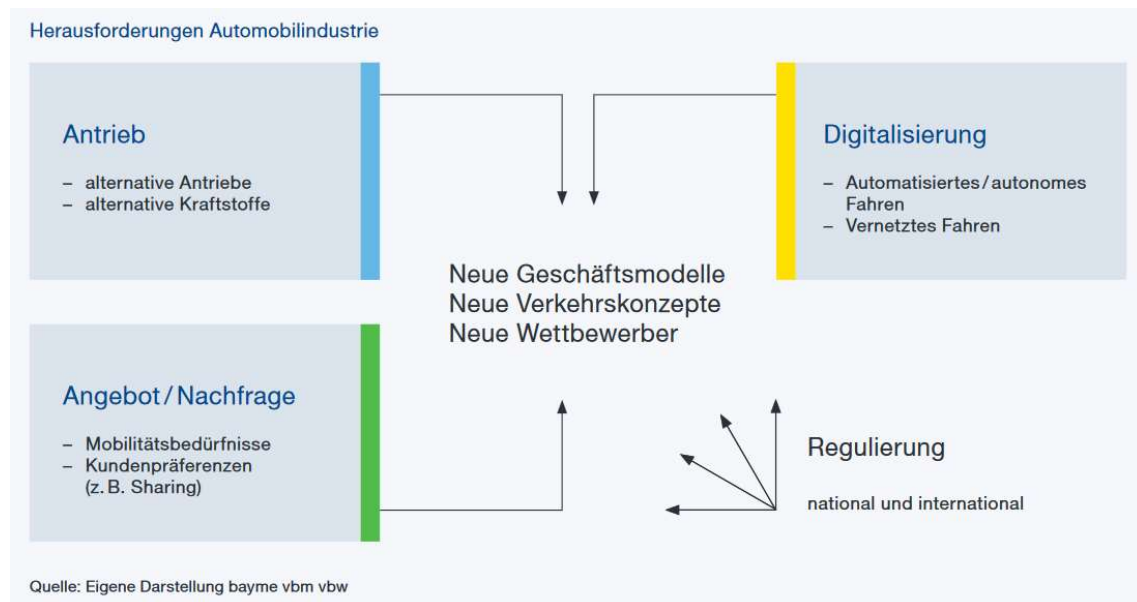 Herausforderungen Automobilindustrie
Antrieb
– alternative Antriebe
– alternative Kraftstoffe
Digitalisierung
– Automatisiertes/autonomes
Fahren
– Vernetztes Fahren
Neue Geschäftsmodelle
Neue Verkehrskonzepte
Neue Wettbewerber
Angebot/Nachfrage
– Mobilitätsbedürfnisse
– Kundenpräferenzen
(z. B. Sharing)
Regulierung
national und international
Quelle: Eigene Darstellung bayme vbm vbw